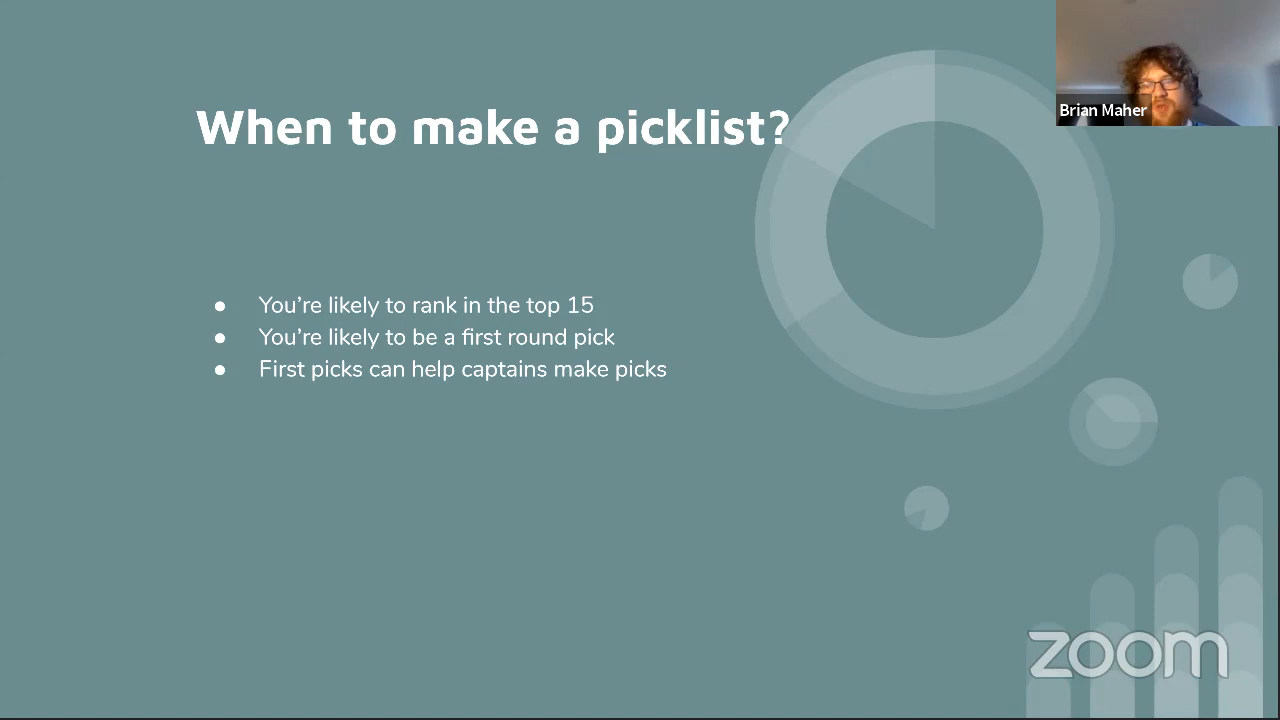 When to make a picklist?
Brian Maher
● You’re likely to rank in the top 15
● You’re likely to be a first round pick
● First picks can help captains make picks
zoom